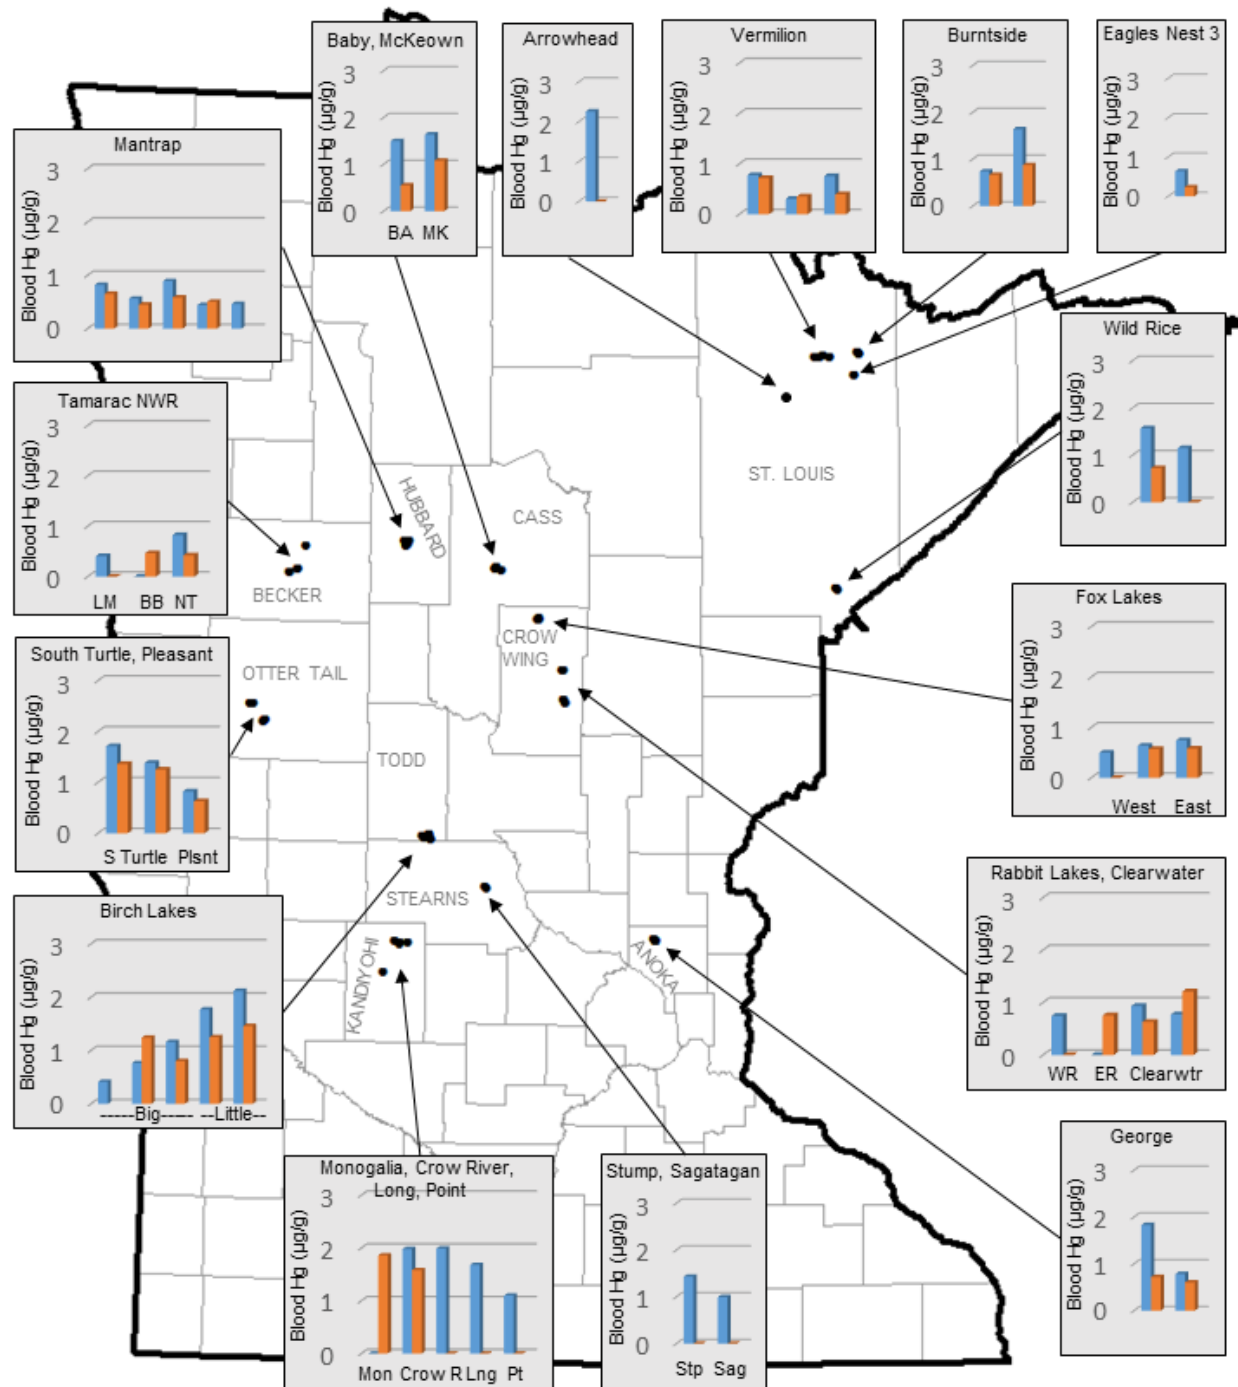 Baby, McKeown
Blood Hg (µg/g)
3
2
1
0
BA MK
Arrowhead
Blood Hg (µg/g)
3
2
1
0
Vermilion
Blood Hg (µg/g)
3
2
1
0
Burntside
Blood Hg (µg/g)
3
2
1
0
Eagles Nest 3
Blood Hg (µg/g)
3
2
1
0
Mantrap
Blood Hg (µg/g)
3
2
1
0
Wild Rice
Blood Hg (µg/g)
3
2
1
0
Tamarac NWR
Blood Hg (µg/g)
3
2
1
0
LM BB NT
HUBBARD
CASS
ST. LOUIS
BECKER
CROW
WING
OTTER TAIL
TODD
STEARNS
KANDIYOHI
ANOKA
Fox Lakes
Blood Hg (µg/g)
3
2
1
0
West East
South Turtle, Pleasant
Blood Hg (µg/g)
3
2
1
0
S Turtle Plsnt
Rabbit Lakes, Clearwater
Blood Hg (µg/g)
3
2
1
0
WR ER Clearwtr
Birch Lakes
Blood Hg (µg/g)
3
2
1
0
-----Big----- --Little--
Monogalia, Crow River,
Long, Point
Blood Hg (µg/g)
3
2
1
0
Mon Crow R Lng Pt
Stump, Sagatagan
Blood Hg (µg/g)
3
2
1
0
Stp Sag
George
Blood Hg (µg/g)
3
2
1
0